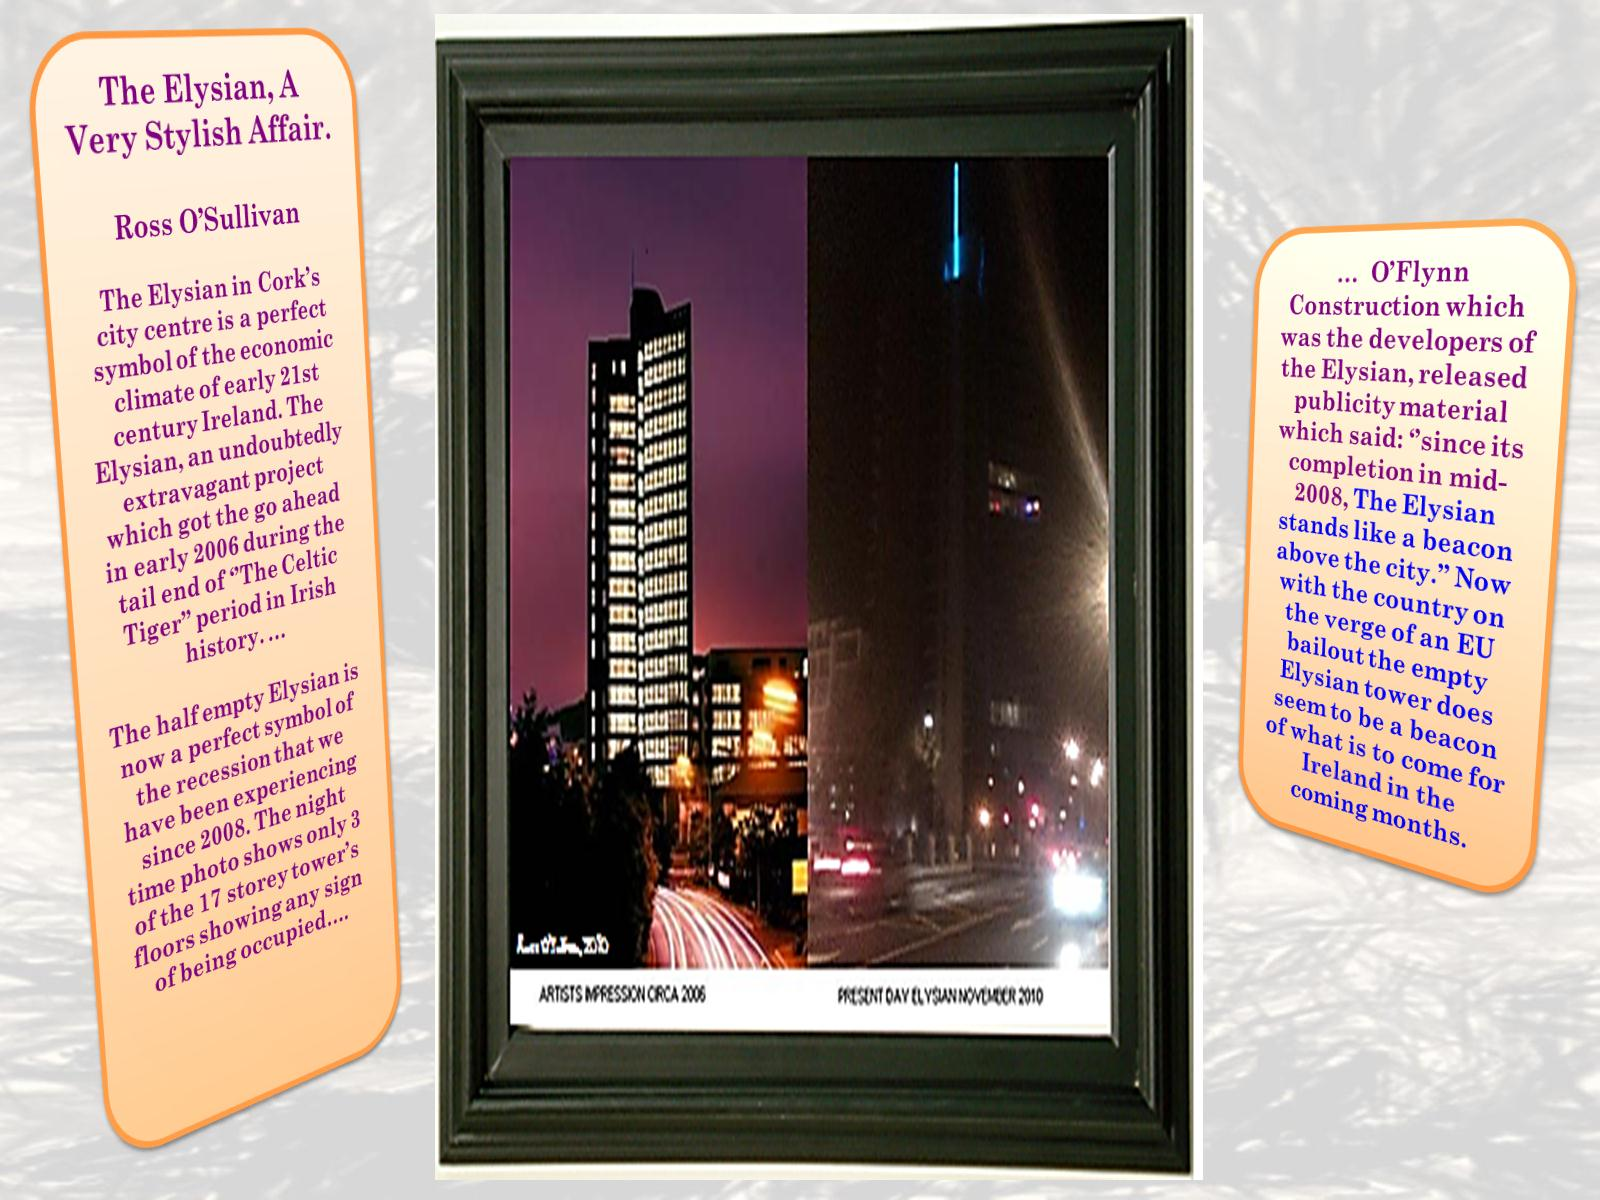 The Elysian, A
Very Stylish Affair.
Ross O’Sullivan
The Elysian in Cork’s
city centre is a perfect
symbol of the economic
climate of early 21st
century Ireland. The
Elysian, an undoubtedly
extravagant project
which got the go ahead
in early 2006 during the
tail end of “The Celtic
Tiger” period in Irish
history. …
The half empty Elysian is
now a perfect symbol of
the recession that we
have been experiencing
since 2008. The night
time photo shows only 3
of the 17 storey tower’s
floors showing any sign
of being occupied….
2010
ARTISTS IMPRESSION CIRCA 2006
PRESENT DAY ELYSIAN NOVEMBER 2010
… O’Flynn
Construction which
was the developers of
the Elysian, released
publicity material
which said: “since its
completion in mid-
2008, The Elysian
stands like a beacon
above the city.” Now
with the country on
the verge of an EU
bailout the empty
Elysian tower does
seem to be a beacon
of what is to come for
Ireland in the
coming months.